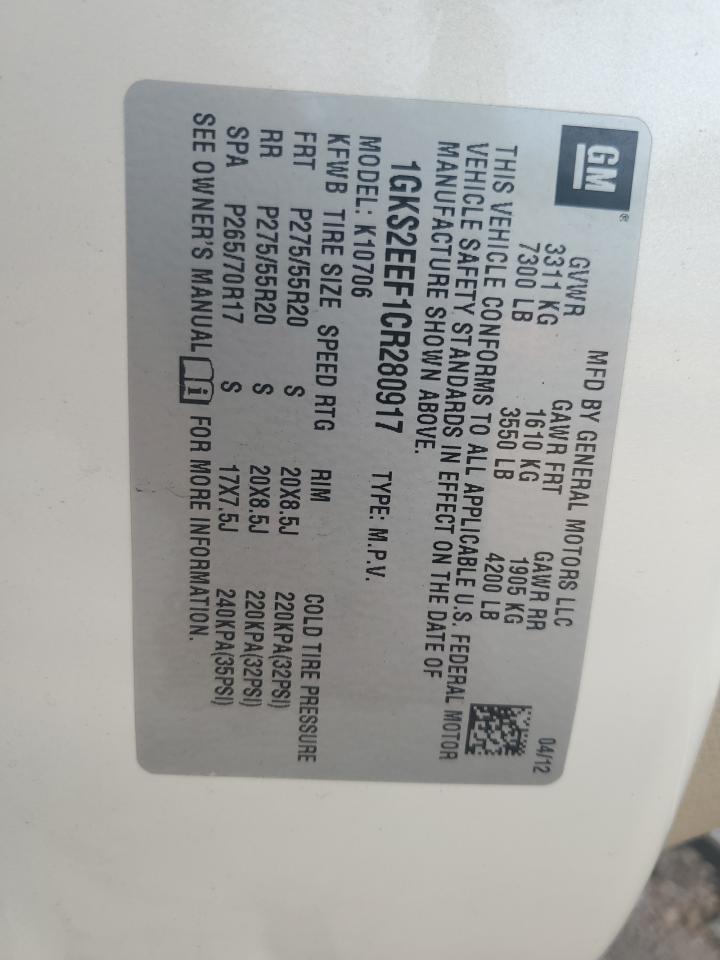 GM®
MFD BY GENERAL MOTORS LLC 04/12
GVWR GAWR FRT GAWR RR
3311 KG 1610 KG 1905 KG
7300 LB 3550 LB 4200 LB
THIS VEHICLE CONFORMS TO ALL APPLICABLE U.S. FEDERAL MOTOR
VEHICLE SAFETY STANDARDS IN EFFECT ON THE DATE OF
MANUFACTURE SHOWN ABOVE.
1GKS2EEF1CR280917 TYPE: M.P.V.
MODEL: K10706
KFWB TIRE SIZE SPEED RTG RIM COLD TIRE PRESSURE
FRT P275/55R20 S 20X8.5J 220KPA(32PSI)
RR P275/55R20 S 20X8.5J 220KPA(32PSI)
SPA P265/70R17 S 17X7.5J 240KPA(35PSI)
SEE OWNER'S MANUAL i FOR MORE INFORMATION.